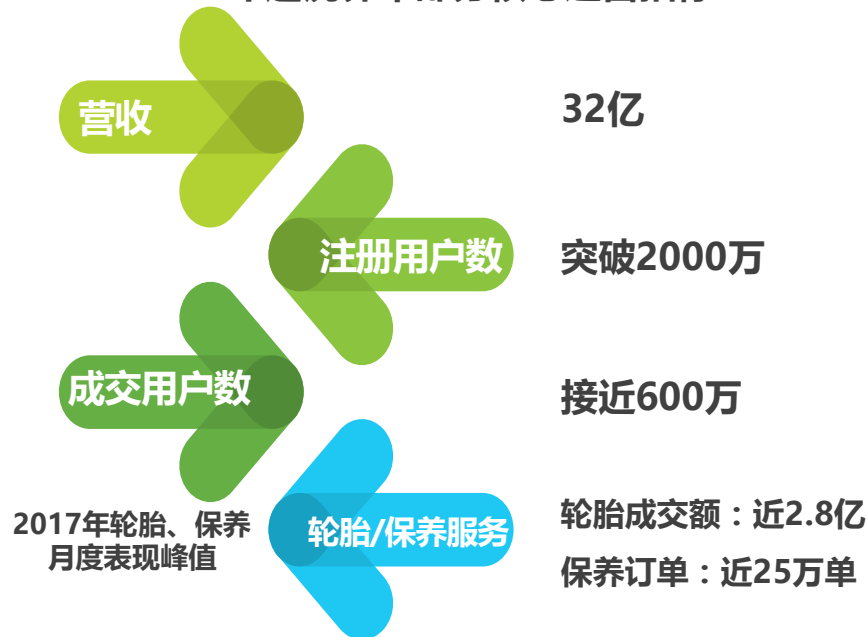 营收
32亿
注册用户数
突破2000万
成交用户数
接近600万
2017年轮胎、保养
月度表现峰值
轮胎/保养服务
轮胎成交额：近2.8亿
保养订单：近25万单